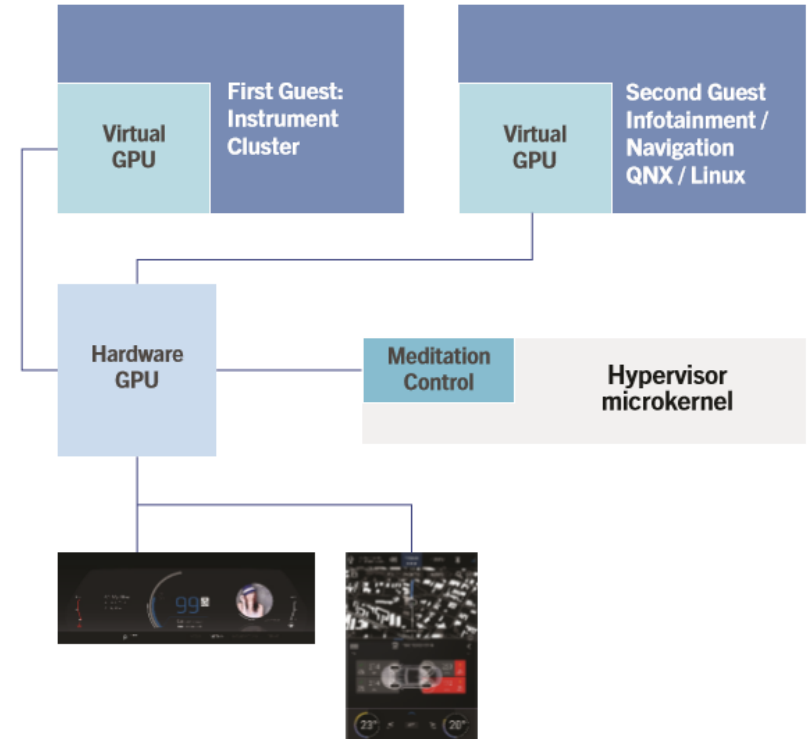 First Guest:
Instrument
Cluster
Virtual
GPU
Second Guest
Infotainment /
Navigation
QNX / Linux
Virtual
GPU
Hardware
GPU
Meditation
Control
Hypervisor
microkernel
99
23°
20°